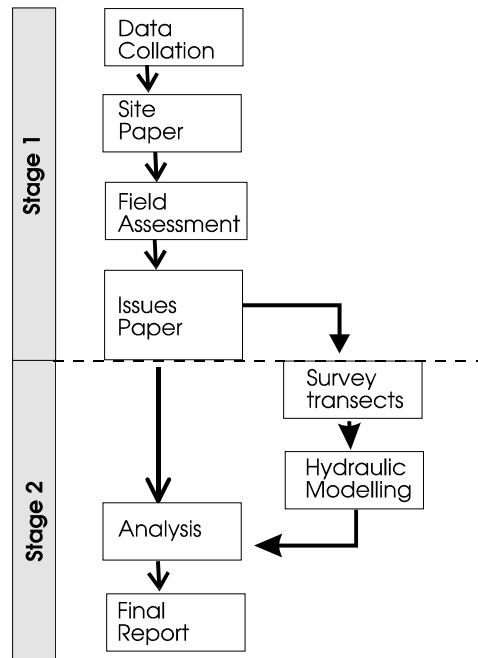 Stage 1
Data
Collation
Site
Paper
Field
Assessment
Issues
Paper
Stage 2
Survey
transects
Hydraulic
Modelling
Analysis
Final
Report